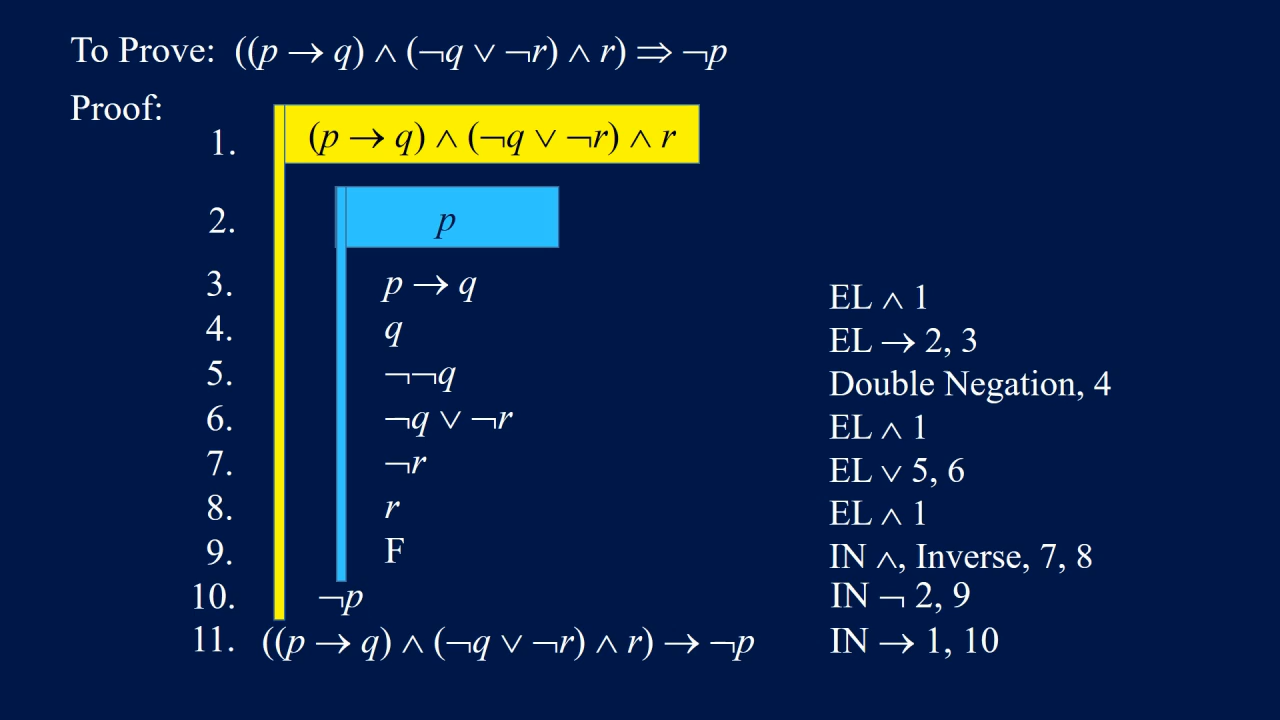 To Prove: ((p → q) ∧ (¬q ∨ ¬r) ∧ r) ⇒ ¬p
Proof:
1. (p → q) ∧ (¬q ∨ ¬r) ∧ r
2. p
3. p → q EL ∧ 1
4. q EL → 2, 3
5. ¬¬q Double Negation, 4
6. ¬q ∨ ¬r EL ∧ 1
7. ¬r EL ∨ 5, 6
8. r EL ∧ 1
9. F IN ∧, Inverse, 7, 8
10. ¬p IN ¬ 2, 9
11. ((p → q) ∧ (¬q ∨ ¬r) ∧ r) → ¬p IN → 1, 10